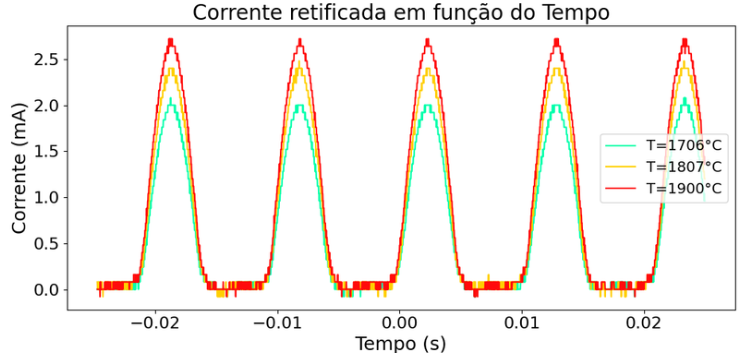 Corrente retificada em função do Tempo
Corrente (mA)
2.5
2.0
1.5
1.0
0.5
0.0
T=1706°C
T=1807°C
T=1900°C
−0.02 −0.01 0.00 0.01 0.02
Tempo (s)